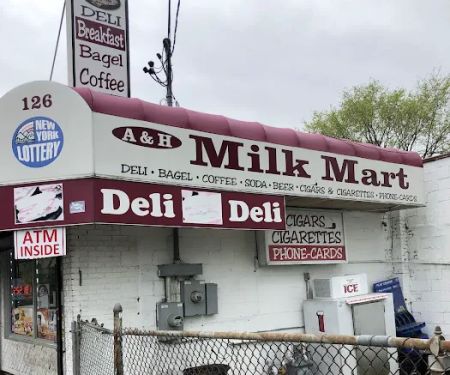 DELI
Breakfast
Bagel
Coffee
126
NEW YORK
LOTTERY
A & H
Milk Mart
DELI • BAGEL • COFFEE • SODA • BEER • CIGARS & CIGARETTES • PHONE-CARDS
Deli
Deli
ATM
INSIDE
CIGARS
CIGARETTES
PHONE-CARDS
ICE